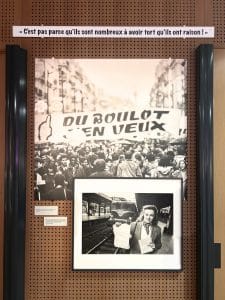 « C'est pas parce qu'ils sont nombreux à avoir tort qu'ils ont raison ! »
DU BOULOT
J'EN VEUX